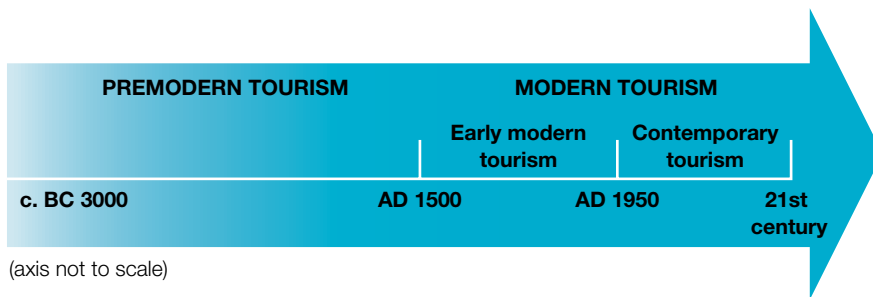 PREMODERN TOURISM
MODERN TOURISM
Early modern
tourism
Contemporary
tourism
c. BC 3000
AD 1500
AD 1950
21st
century
(axis not to scale)